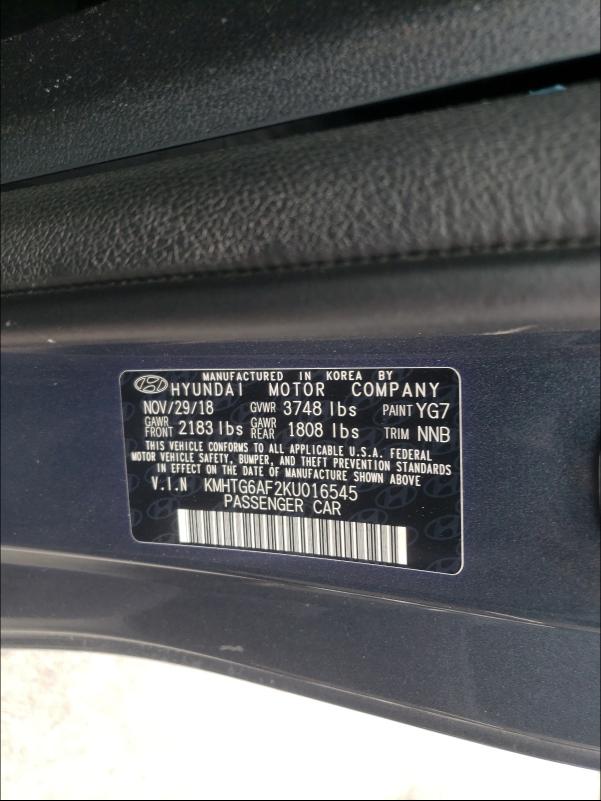 MANUFACTURED IN KOREA BY
HYUNDAI MOTOR COMPANY
NOV/29/18 GVWR 3748 lbs PAINT YG7
GAWR FRONT 2183 lbs GAWR REAR 1808 lbs TRIM NNB
THIS VEHICLE CONFORMS TO ALL APPLICABLE U.S.A. FEDERAL
MOTOR VEHICLE SAFETY, BUMPER, AND THEFT PREVENTION STANDARDS
IN EFFECT ON THE DATE OF MANUFACTURE SHOWN ABOVE
V.I.N KMHTG6AF2KU016545
PASSENGER CAR